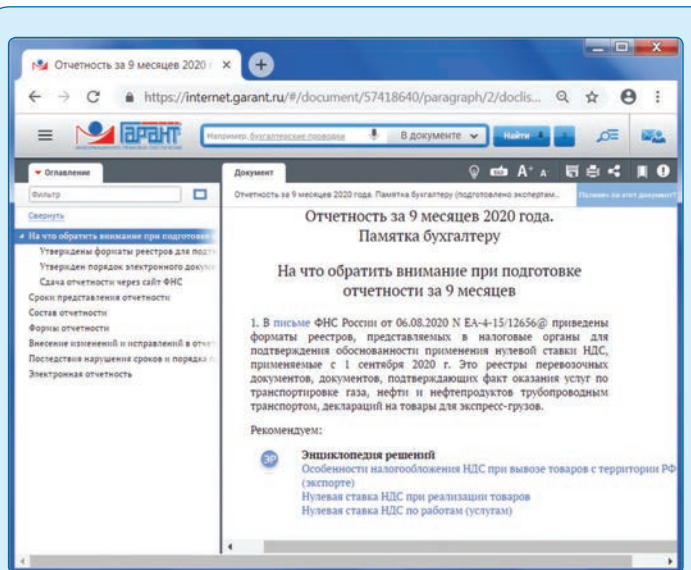 Отчетность за 9 месяцев 2020
https://internet.garant.ru/#/document/57418640/paragraph/2/doclis...
ГАРАНТ
Например, бухгалтерские проводки
В документе
Найти
Оглавление
Документ
A+ A-
Фильтр
Отчетность за 9 месяцев 2020 года. Памятка бухгалтеру (подготовлено экспертам..
Свернуть
На что обратить внимание при подготовке
Утверждены форматы реестров для подтв
Утвержден порядок электронного докуме
Сдача отчетности через сайт ФНС
Сроки представления отчетности
Состав отчетности
Формы отчетности
Внесение изменений и исправлений в отчет
Последствия нарушения сроков и порядка п
Электронная отчетность
Отчетность за 9 месяцев 2020 года.
Памятка бухгалтеру
На что обратить внимание при подготовке
отчетности за 9 месяцев
1. В письме ФНС России от 06.08.2020 N ЕА-4-15/12656@ приведены
форматы реестров, представляемых в налоговые органы для
подтверждения обоснованности применения нулевой ставки НДС,
применяемые с 1 сентября 2020 г. Это реестры перевозочных
документов, документов, подтверждающих факт оказания услуг по
транспортировке газа, нефти и нефтепродуктов трубопроводным
транспортом, деклараций на товары для экспресс-грузов.
Рекомендуем:
ЭР
Энциклопедия решений
Особенности налогообложения НДС при вывозе товаров с территории РФ
(экспорте)
Нулевая ставка НДС при реализации товаров
Нулевая ставка НДС по работам (услугам)